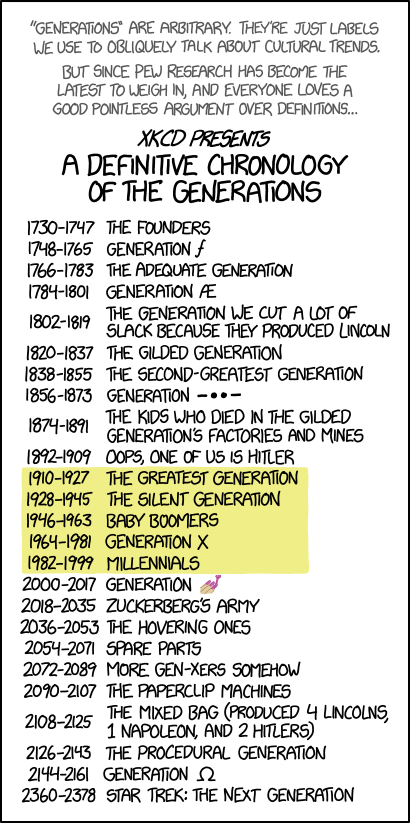 "GENERATIONS" ARE ARBITRARY. THEY'RE JUST LABELS
WE USE TO OBLIQUELY TALK ABOUT CULTURAL TRENDS.
BUT SINCE PEW RESEARCH HAS BECOME THE
LATEST TO WEIGH IN, AND EVERYONE LOVES A
GOOD POINTLESS ARGUMENT OVER DEFINITIONS...
XKCD PRESENTS
A DEFINITIVE CHRONOLOGY
OF THE GENERATIONS
1730–1747 THE FOUNDERS
1748–1765 GENERATION ƒ
1766–1783 THE ADEQUATE GENERATION
1784–1801 GENERATION Æ
1802–1819 THE GENERATION WE CUT A LOT OF
SLACK BECAUSE THEY PRODUCED LINCOLN
1820–1837 THE GILDED GENERATION
1838–1855 THE SECOND-GREATEST GENERATION
1856–1873 GENERATION –••–
1874–1891 THE KIDS WHO DIED IN THE GILDED
GENERATION'S FACTORIES AND MINES
1892–1909 OOPS, ONE OF US IS HITLER
1910–1927 THE GREATEST GENERATION
1928–1945 THE SILENT GENERATION
1946–1963 BABY BOOMERS
1964–1981 GENERATION X
1982–1999 MILLENNIALS
2000–2017 GENERATION 💅
2018–2035 ZUCKERBERG'S ARMY
2036–2053 THE HOVERING ONES
2054–2071 SPARE PARTS
2072–2089 MORE GEN-XERS SOMEHOW
2090–2107 THE PAPERCLIP MACHINES
2108–2125 THE MIXED BAG (PRODUCED 4 LINCOLNS,
1 NAPOLEON, AND 2 HITLERS)
2126–2143 THE PROCEDURAL GENERATION
2144–2161 GENERATION Ω
2360–2378 STAR TREK: THE NEXT GENERATION